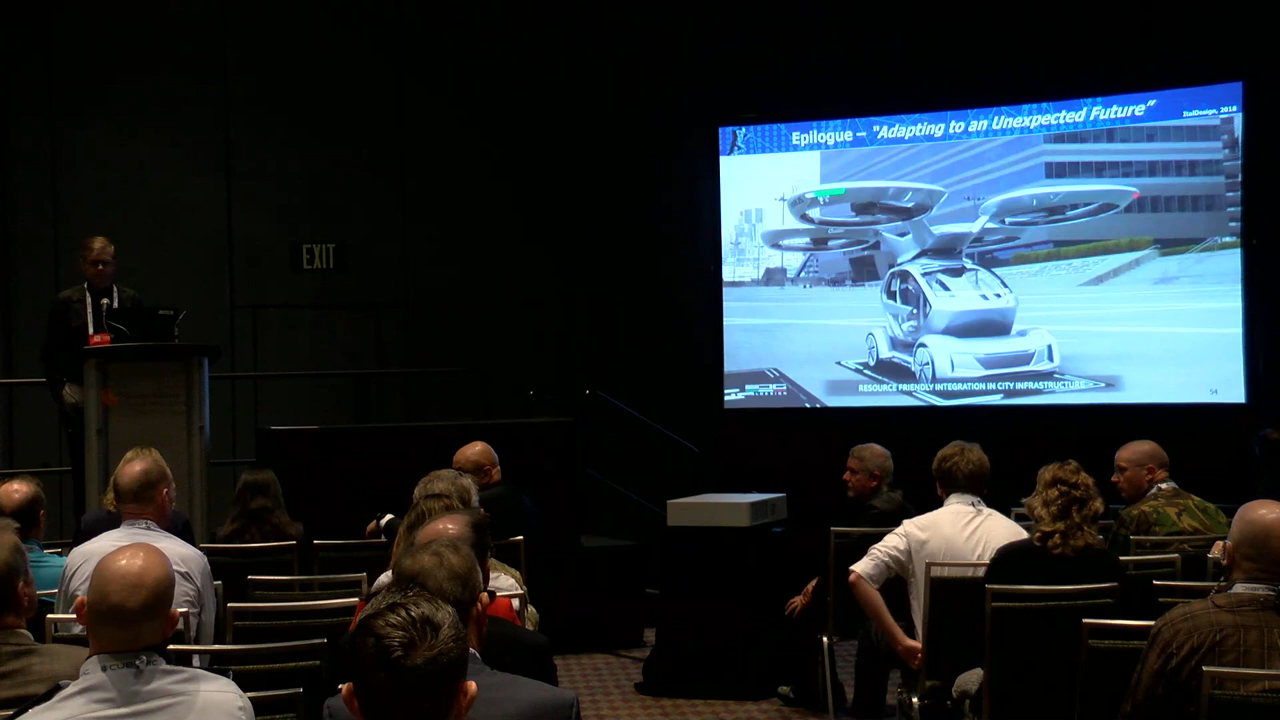 EXIT
Epilogue – "Adapting to an Unexpected Future"
ItalDesign, 2018
RESOURCE FRIENDLY INTEGRATION IN CITY INFRASTRUCTURE
54